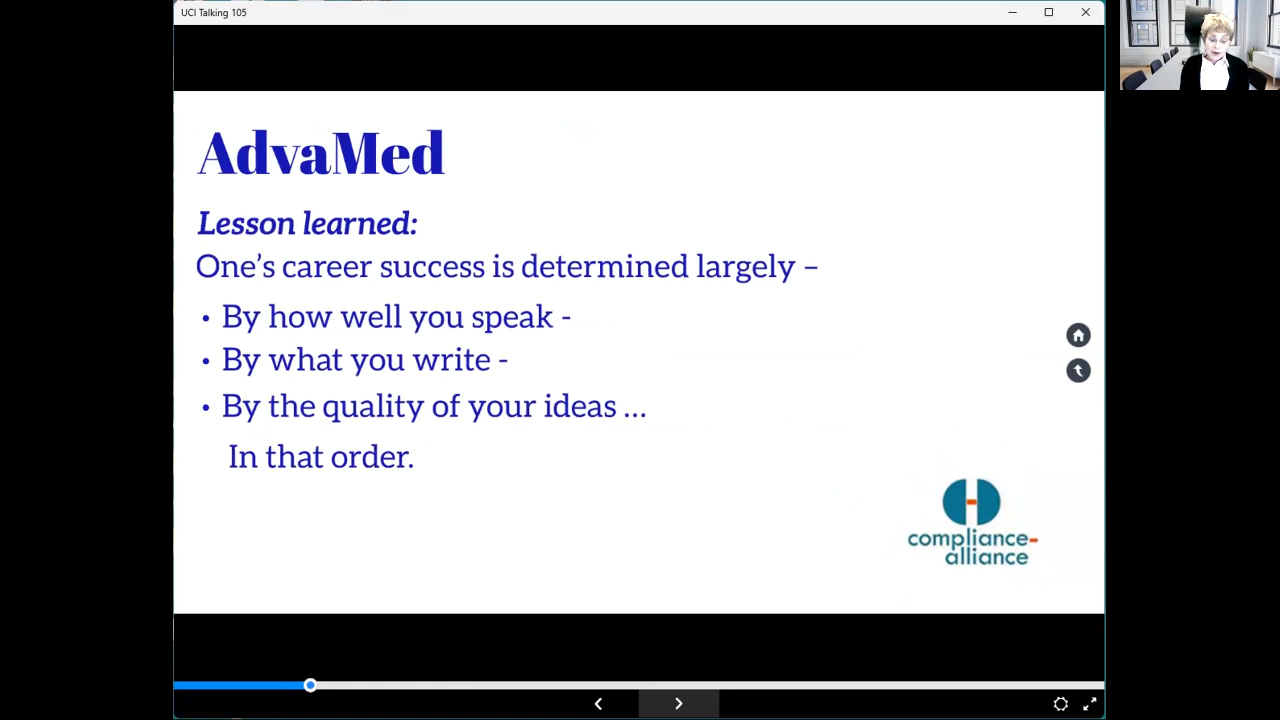 UCI Talking 105
AdvaMed
Lesson learned:
One’s career success is determined largely –
• By how well you speak -
• By what you write -
• By the quality of your ideas ...
In that order.
compliance-
alliance